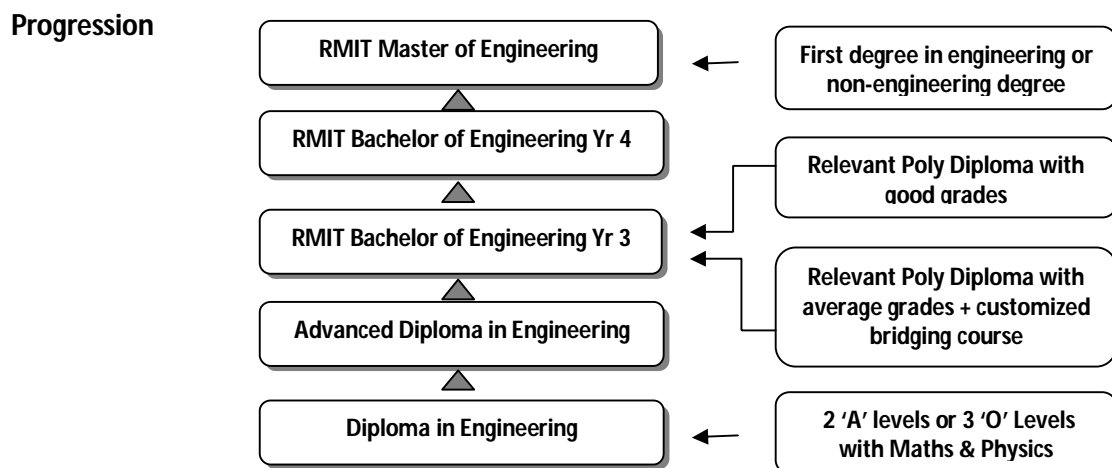 Progression
RMIT Master of Engineering
First degree in engineering or
non-engineering degree
RMIT Bachelor of Engineering Yr 4
Relevant Poly Diploma with
good grades
RMIT Bachelor of Engineering Yr 3
Relevant Poly Diploma with
average grades + customized
bridging course
Advanced Diploma in Engineering
Diploma in Engineering
2 ‘A’ levels or 3 ‘O’ Levels
with Maths & Physics